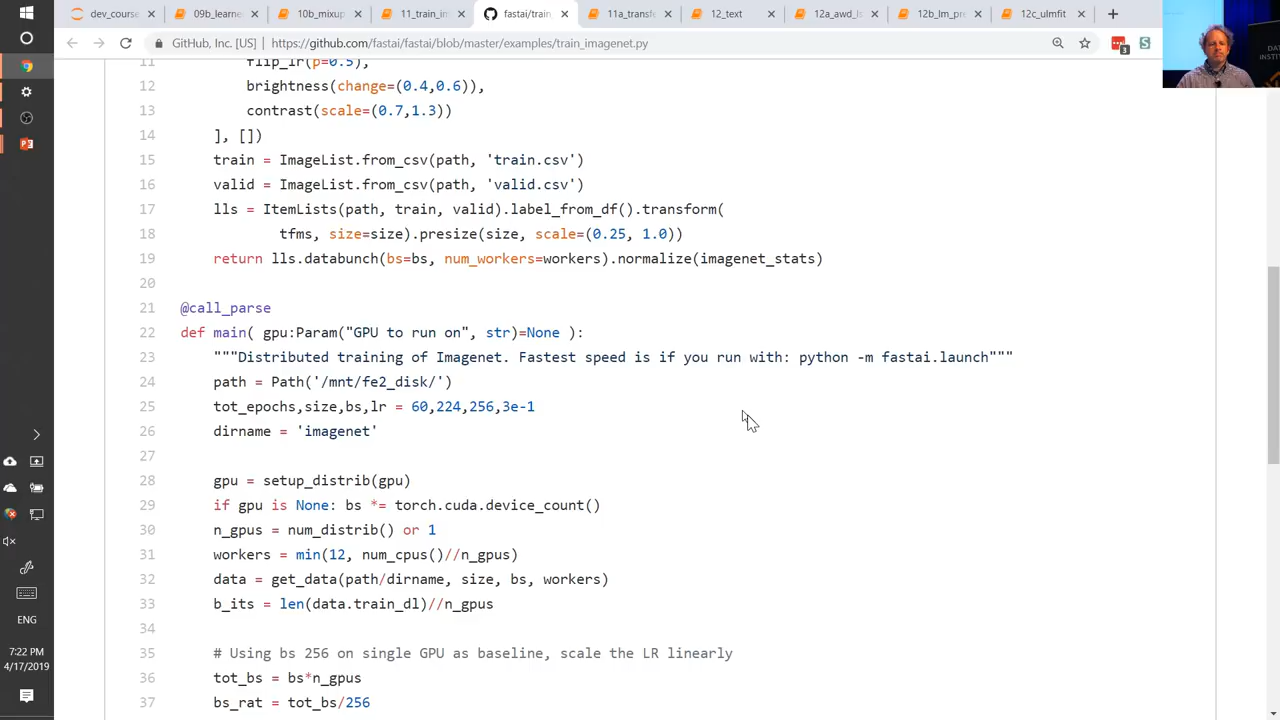 dev_course
09b_learne
10b_mixup
11_train_im
fastai/train_
11a_transfe
12_text
12a_awd_ls
12b_lm_pre
12c_ulmfit
GitHub, Inc. [US] | https://github.com/fastai/fastai/blob/master/examples/train_imagenet.py
3
S
DA
INSTIT
11 flip_lr(p=0.5),
12 brightness(change=(0.4,0.6)),
13 contrast(scale=(0.7,1.3))
14 ], [])
15 train = ImageList.from_csv(path, 'train.csv')
16 valid = ImageList.from_csv(path, 'valid.csv')
17 lls = ItemLists(path, train, valid).label_from_df().transform(
18 tfms, size=size).presize(size, scale=(0.25, 1.0))
19 return lls.databunch(bs=bs, num_workers=workers).normalize(imagenet_stats)
20
21 @call_parse
22 def main( gpu:Param("GPU to run on", str)=None ):
23 """Distributed training of Imagenet. Fastest speed is if you run with: python -m fastai.launch"""
24 path = Path('/mnt/fe2_disk/')
25 tot_epochs,size,bs,lr = 60,224,256,3e-1
26 dirname = 'imagenet'
27
28 gpu = setup_distrib(gpu)
29 if gpu is None: bs *= torch.cuda.device_count()
30 n_gpus = num_distrib() or 1
31 workers = min(12, num_cpus()//n_gpus)
32 data = get_data(path/dirname, size, bs, workers)
33 b_its = len(data.train_dl)//n_gpus
34
35 # Using bs 256 on single GPU as baseline, scale the LR linearly
36 tot_bs = bs*n_gpus
37 bs_rat = tot_bs/256
ENG
7:22 PM
4/17/2019